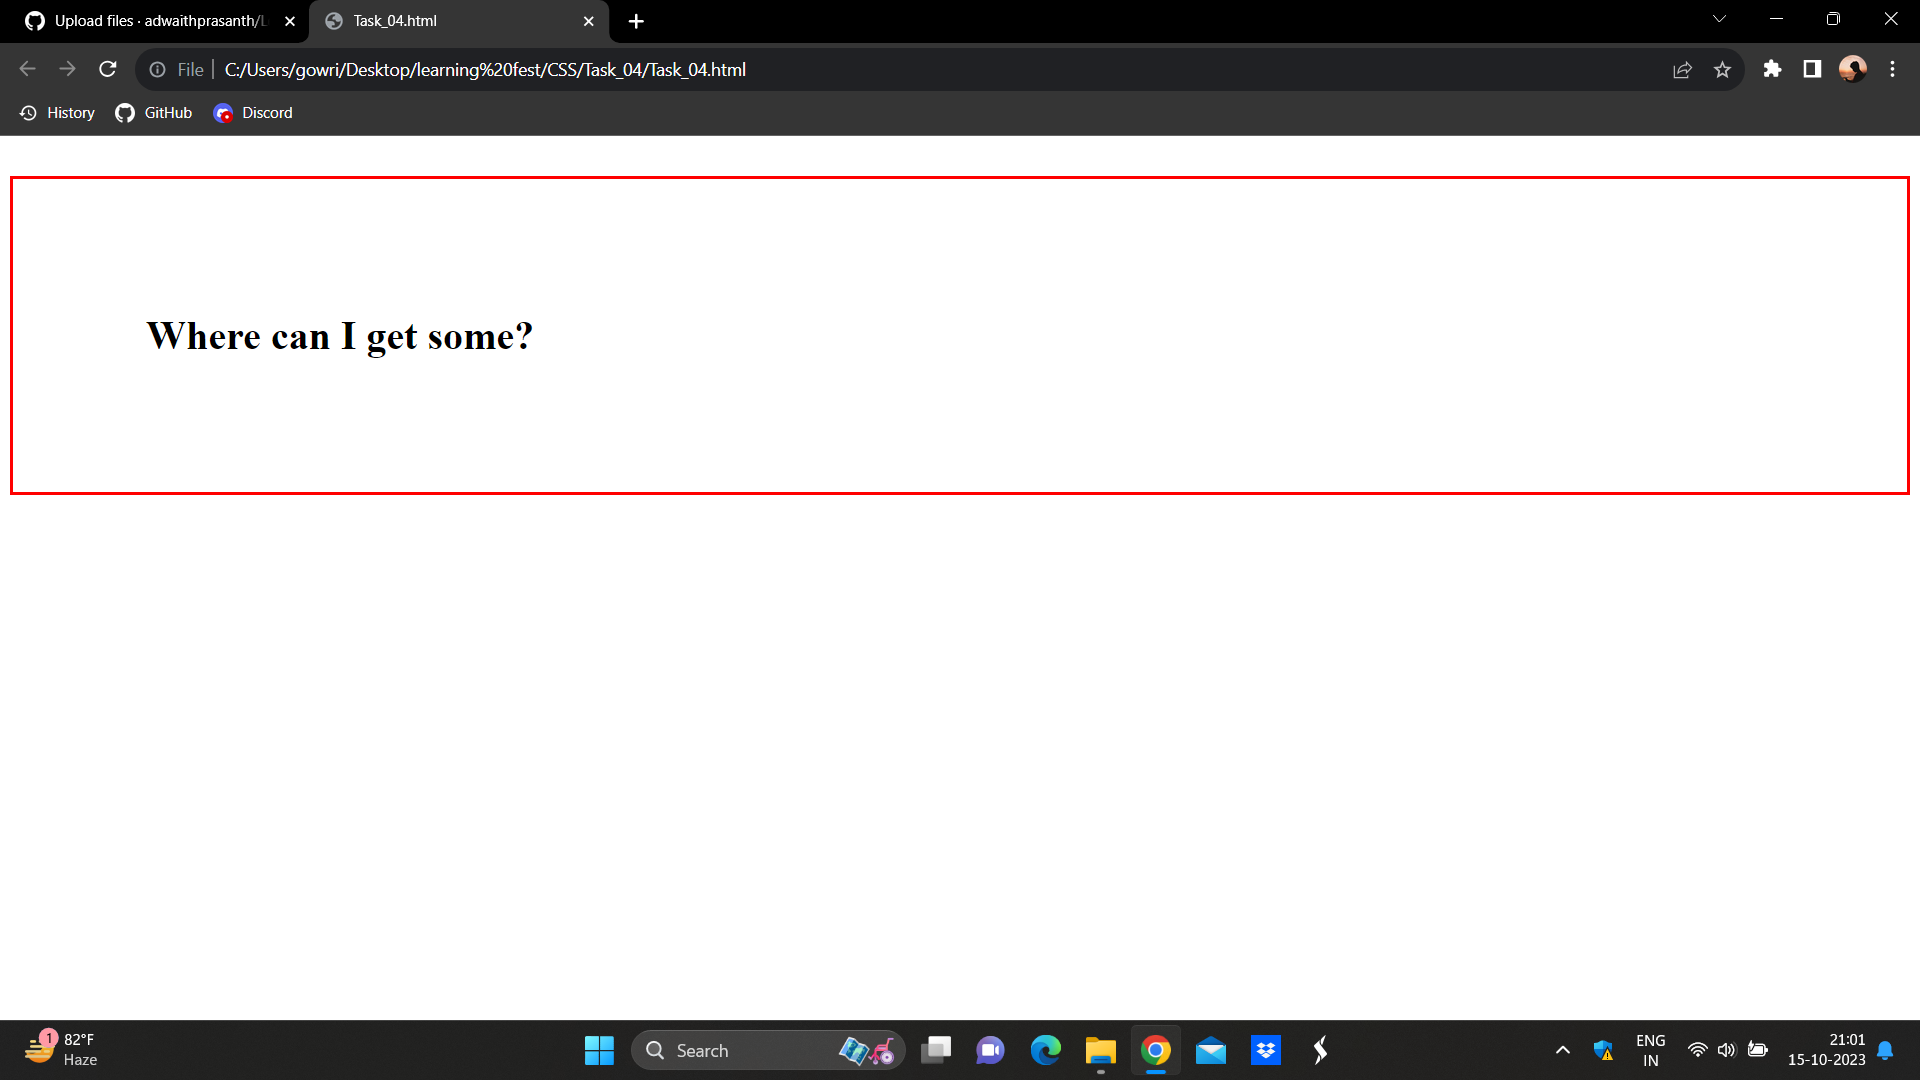 Upload files · adwaithprasanth/L
Task_04.html
File
C:/Users/gowri/Desktop/learning%20fest/CSS/Task_04/Task_04.html
History
GitHub
Discord
Where can I get some?
1
82°F
Haze
Search
ENG
IN
21:01
15-10-2023